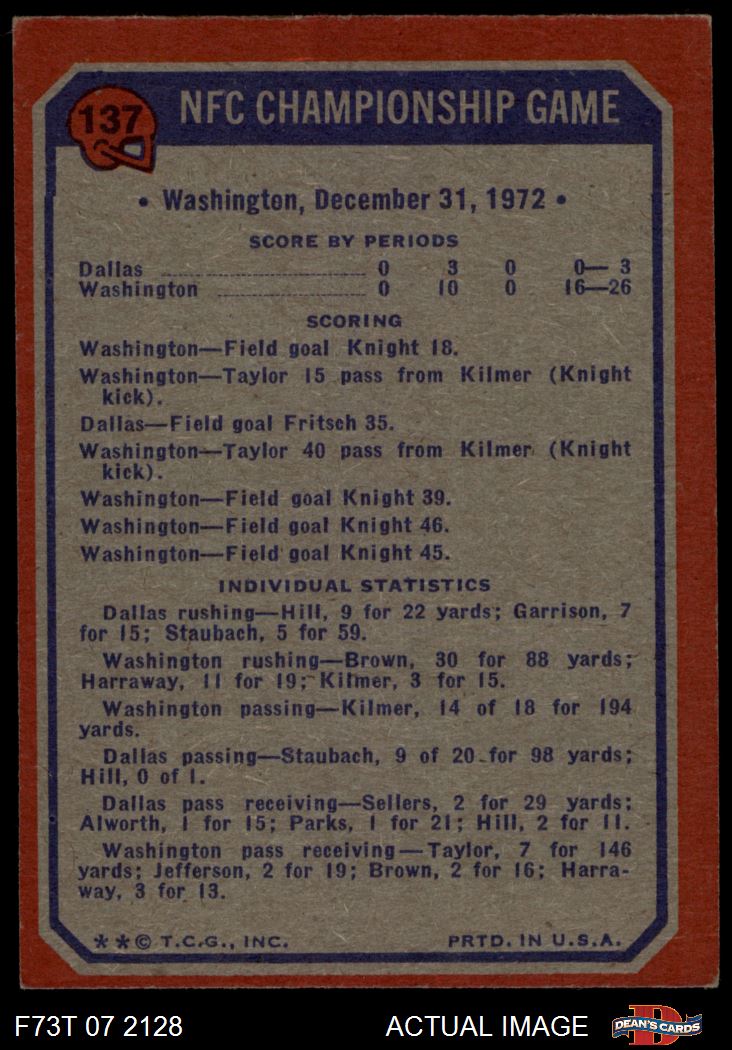 137
NFC CHAMPIONSHIP GAME
• Washington, December 31, 1972 •
SCORE BY PERIODS
Dallas ........................ 0 3 0 0— 3
Washington ................. 0 10 0 16—26
SCORING
Washington—Field goal Knight 18.
Washington—Taylor 15 pass from Kilmer (Knight
kick).
Dallas—Field goal Fritsch 35.
Washington—Taylor 40 pass from Kilmer (Knight
kick).
Washington—Field goal Knight 39.
Washington—Field goal Knight 46.
Washington—Field goal Knight 45.
INDIVIDUAL STATISTICS
Dallas rushing—Hill, 9 for 22 yards; Garrison, 7
for 15; Staubach, 5 for 59.
Washington rushing—Brown, 30 for 88 yards;
Harraway, 11 for 19; Kilmer, 3 for 15.
Washington passing—Kilmer, 14 of 18 for 194
yards.
Dallas passing—Staubach, 9 of 20 for 98 yards;
Hill, 0 of 1.
Dallas pass receiving—Sellers, 2 for 29 yards;
Alworth, 1 for 15; Parks, 1 for 21; Hill, 2 for 11.
Washington pass receiving—Taylor, 7 for 146
yards; Jefferson, 2 for 19; Brown, 2 for 16; Harra-
way, 3 for 13.
**© T.C.G., INC. PRTD. IN U.S.A.
F73T 07 2128 ACTUAL IMAGE D DEAN'S CARDS